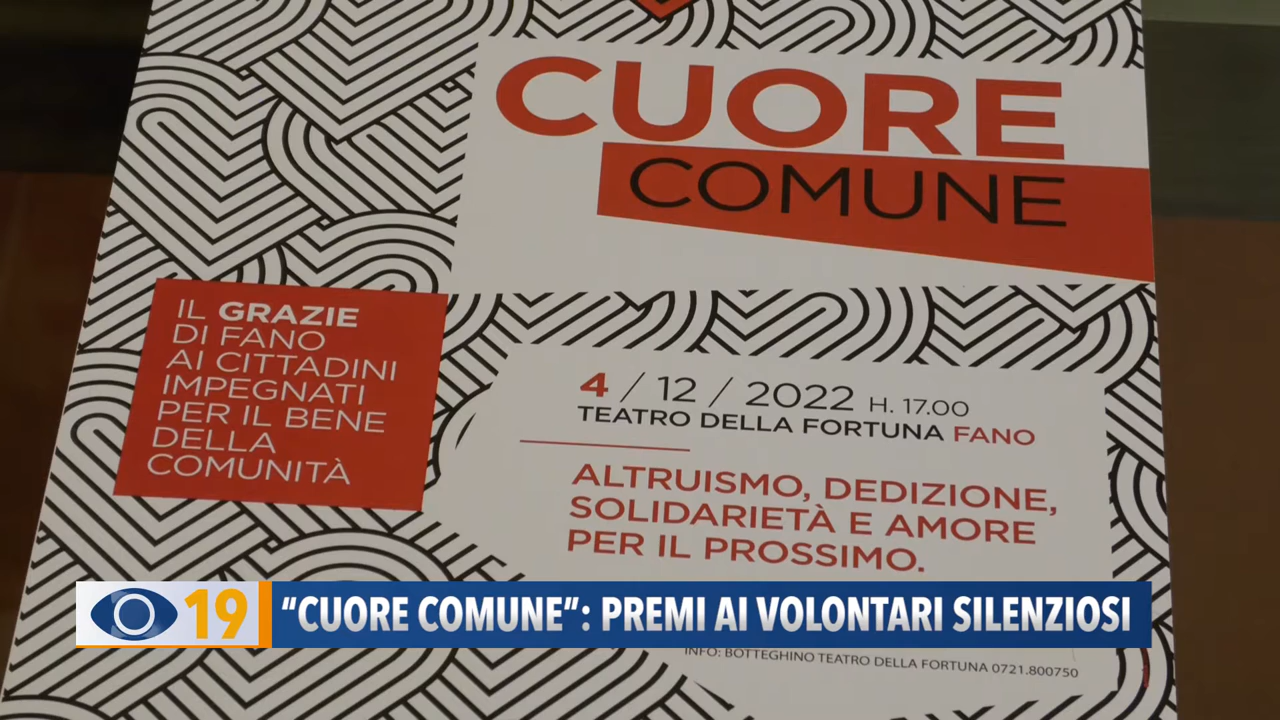 CUORE
COMUNE
IL GRAZIE
DI FANO
AI CITTADINI
IMPEGNATI
PER IL BENE
DELLA
COMUNITÀ
4 / 12 / 2022 H. 17.00
TEATRO DELLA FORTUNA FANO
ALTRUISMO, DEDIZIONE,
SOLIDARIETÀ E AMORE
PER IL PROSSIMO.
19 “CUORE COMUNE”: PREMI AI VOLONTARI SILENZIOSI
INFO: BOTTEGHINO TEATRO DELLA FORTUNA 0721.800750